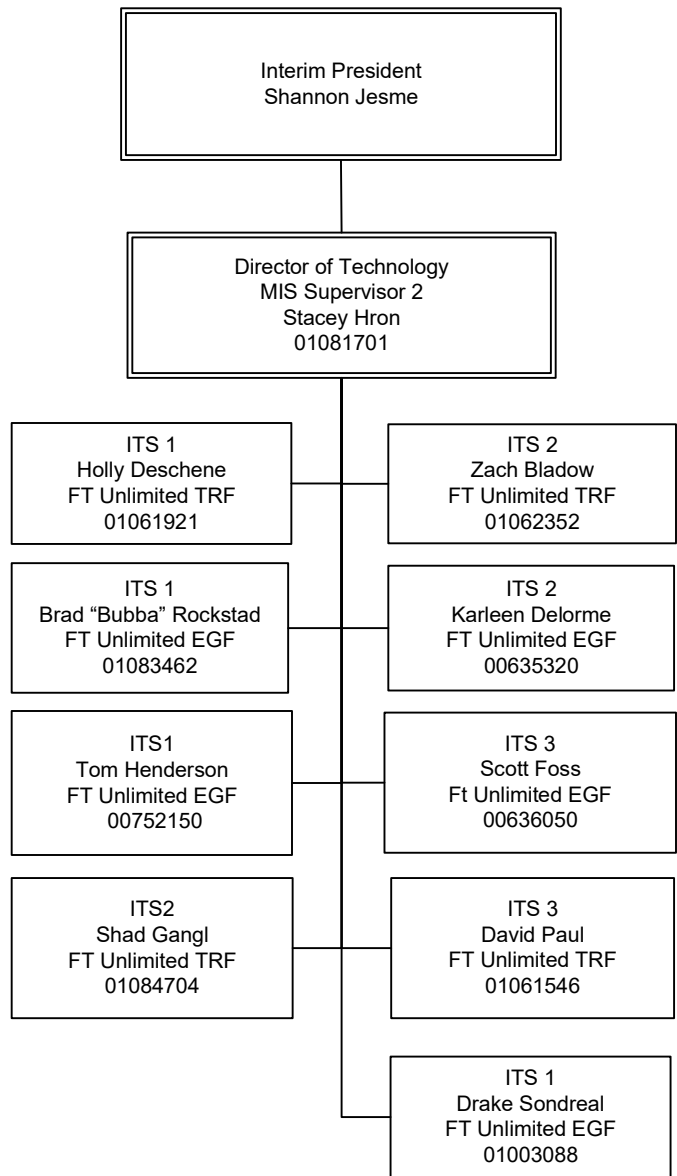 Interim President
Shannon Jesme
Director of Technology
MIS Supervisor 2
Stacey Hron
01081701
ITS 1
Holly Deschene
FT Unlimited TRF
01061921
ITS 2
Zach Bladow
FT Unlimited TRF
01062352
ITS 1
Brad “Bubba” Rockstad
FT Unlimited EGF
01083462
ITS 2
Karleen Delorme
FT Unlimited EGF
00635320
ITS1
Tom Henderson
FT Unlimited EGF
00752150
ITS 3
Scott Foss
Ft Unlimited EGF
00636050
ITS2
Shad Gangl
FT Unlimited TRF
01084704
ITS 3
David Paul
FT Unlimited TRF
01061546
ITS 1
Drake Sondreal
FT Unlimited EGF
01003088